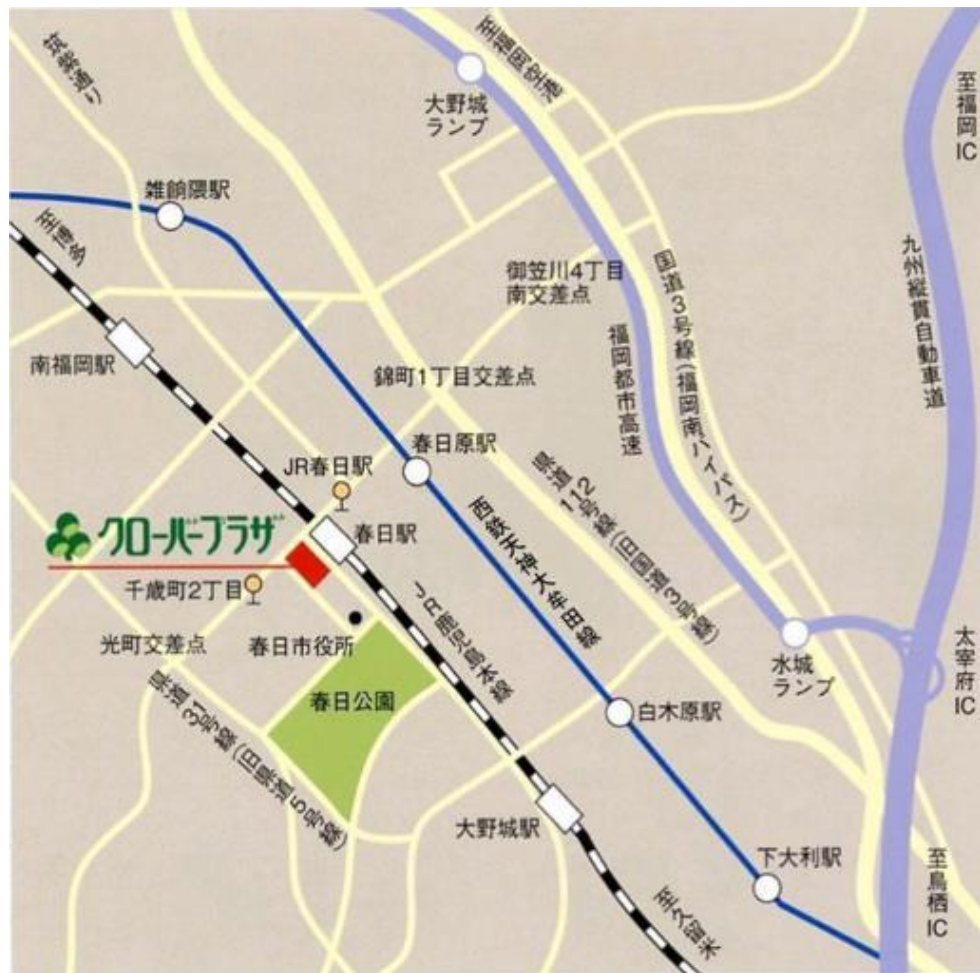 筑紫通り
至福岡空港
大野城
ランプ
至福岡IC
雑餉隈駅
至博多
御笠川4丁目
南交差点
国道3号線(福岡南バイパス)
九州縦貫自動車道
福岡都市高速
南福岡駅
錦町1丁目交差点
春日原駅
JR春日駅
県道112号線(旧国道3号線)
西鉄天神大牟田線
クローバープラザ
春日駅
千歳町2丁目
JR鹿児島本線
光町交差点
春日市役所
水城
ランプ
太宰府IC
県道31号線(旧県道5号線)
春日公園
白木原駅
大野城駅
下大利駅
至鳥栖IC
至久留米